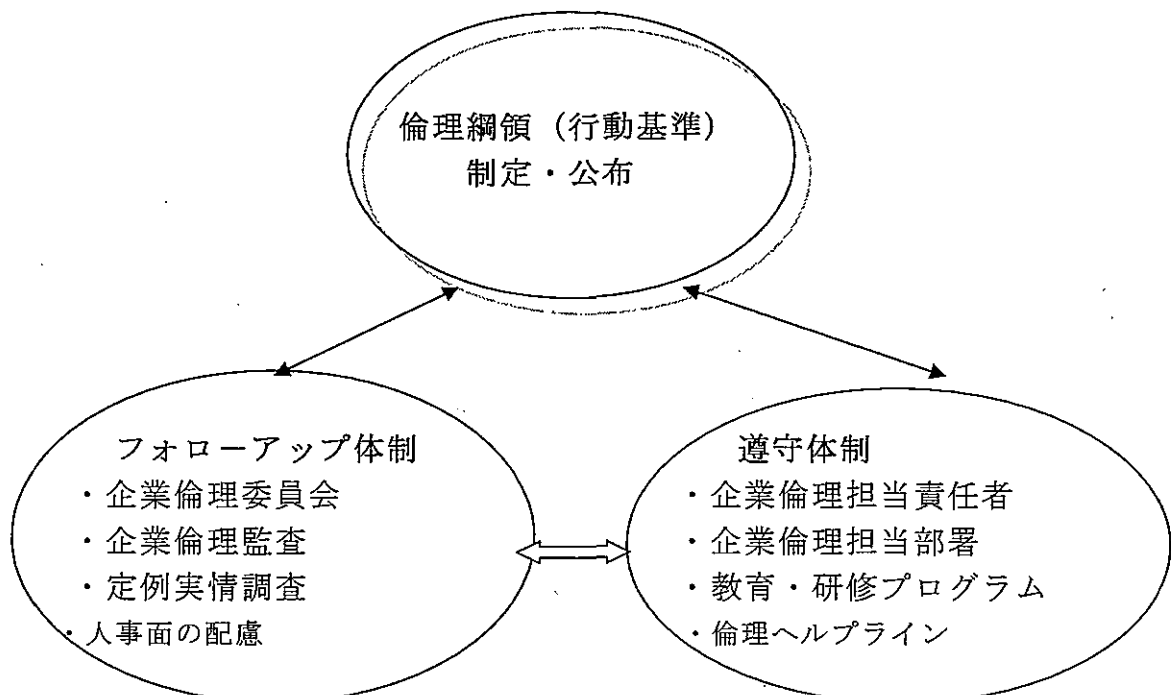 倫理綱領（行動基準）
制定・公布
フォローアップ体制
・企業倫理委員会
・企業倫理監査
・定例実情調査
・人事面の配慮
遵守体制
・企業倫理担当責任者
・企業倫理担当部署
・教育・研修プログラム
・倫理ヘルプライン